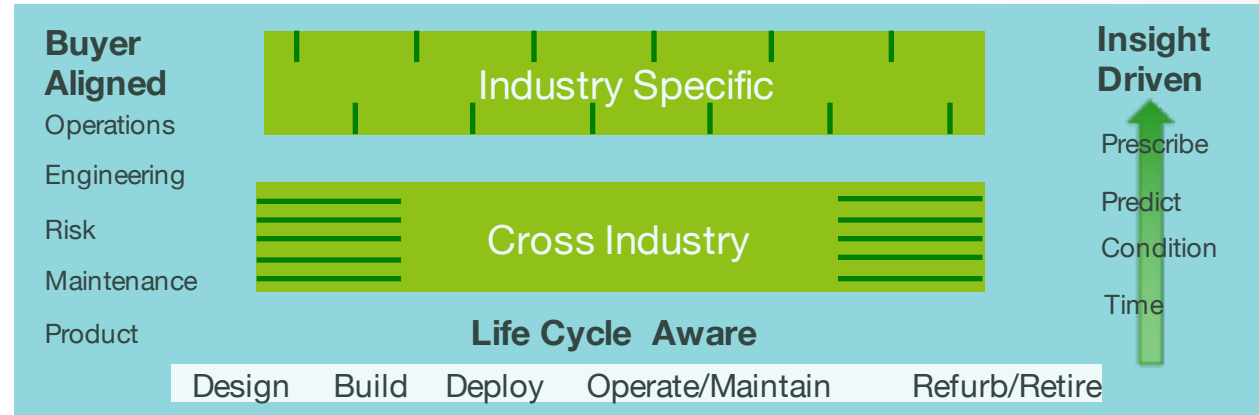 Buyer
Aligned
Operations
Engineering
Risk
Maintenance
Product
Industry Specific
Cross Industry
Life Cycle Aware
Design Build Deploy Operate/Maintain Refurb/Retire
Insight
Driven
Prescribe
Predict
Condition
Time